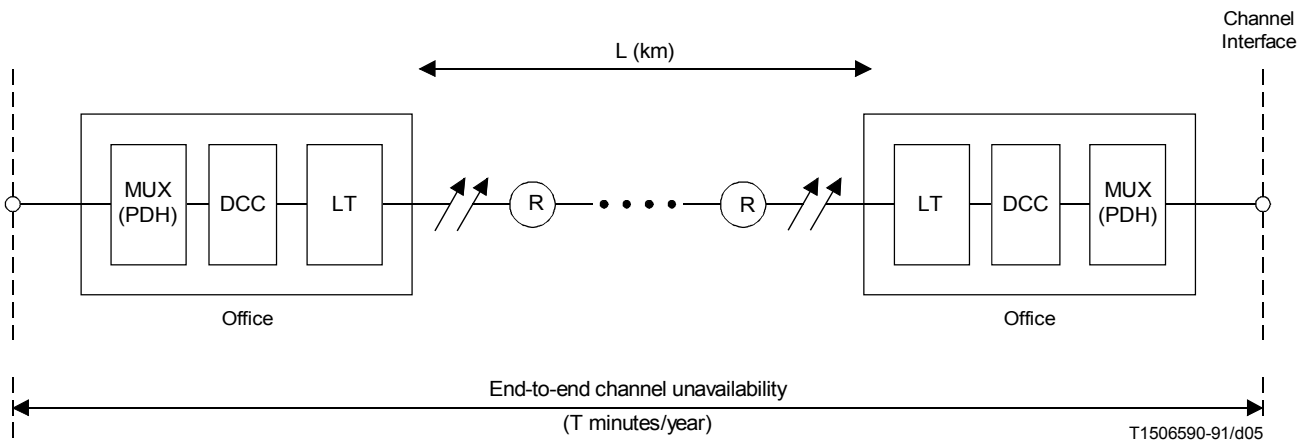 Channel
Interface
L (km)
MUX
(PDH)
DCC
LT
R
R
LT
DCC
MUX
(PDH)
Office
Office
End-to-end channel unavailability
(T minutes/year)
T1506590-91/d05